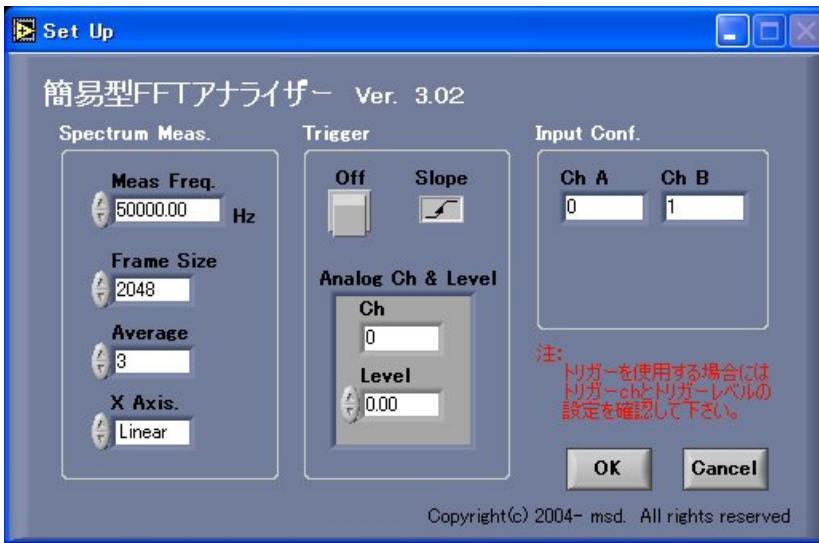 Set Up
簡易型FFTアナライザー Ver. 3.02
Spectrum Meas.
Meas Freq.
50000.00 Hz
Frame Size
2048
Average
3
X Axis.
Linear
Trigger
Off
Slope
Analog Ch & Level
Ch
0
Level
0.00
Input Conf.
Ch A
Ch B
0
1
注:
トリガーを使用する場合には
トリガーchとトリガーレベルの
設定を確認して下さい。
OK
Cancel
Copyright(c) 2004- msd. All rights reserved